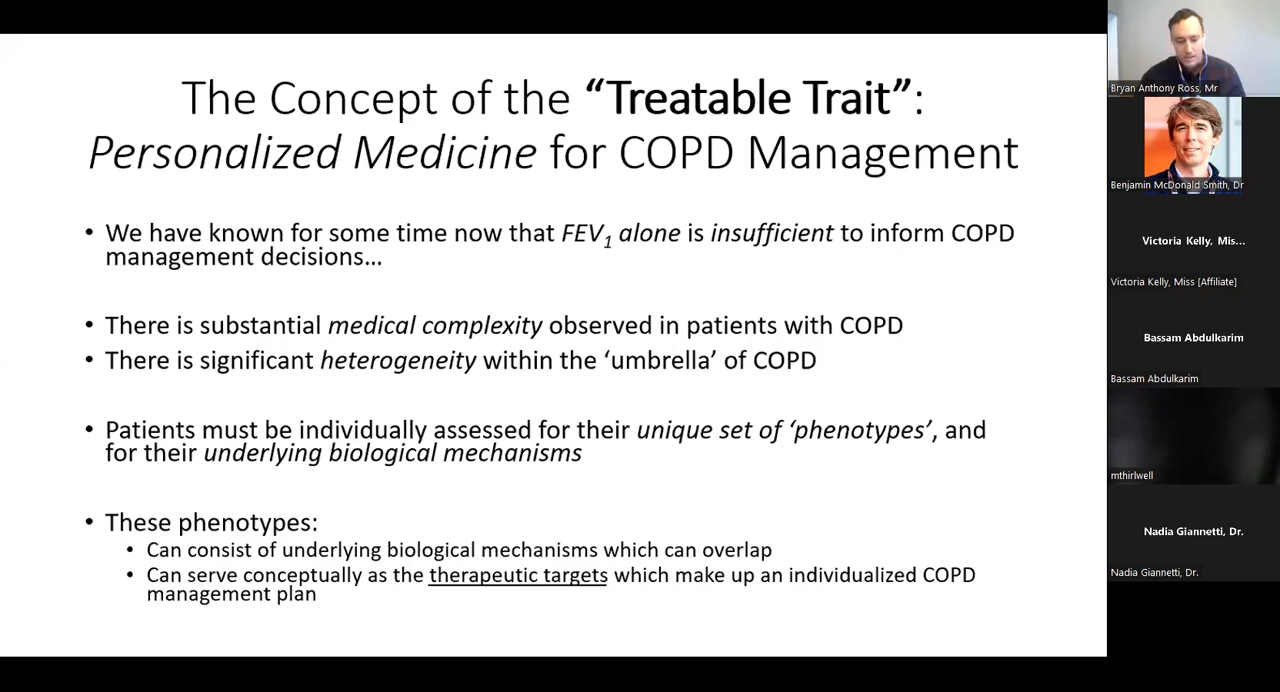 The Concept of the “Treatable Trait”:
Personalized Medicine for COPD Management
• We have known for some time now that FEV1 alone is insufficient to inform COPD
management decisions…
• There is substantial medical complexity observed in patients with COPD
• There is significant heterogeneity within the ‘umbrella’ of COPD
• Patients must be individually assessed for their unique set of ‘phenotypes’, and
for their underlying biological mechanisms
• These phenotypes:
• Can consist of underlying biological mechanisms which can overlap
• Can serve conceptually as the therapeutic targets which make up an individualized COPD
management plan
Bryan Anthony Ross, Mr
Benjamin McDonald Smith, Dr
Victoria Kelly, Mis...
Victoria Kelly, Miss [Affiliate]
Bassam Abdulkarim
Bassam Abdulkarim
mthirlwell
Nadia Giannetti, Dr.
Nadia Giannetti, Dr.